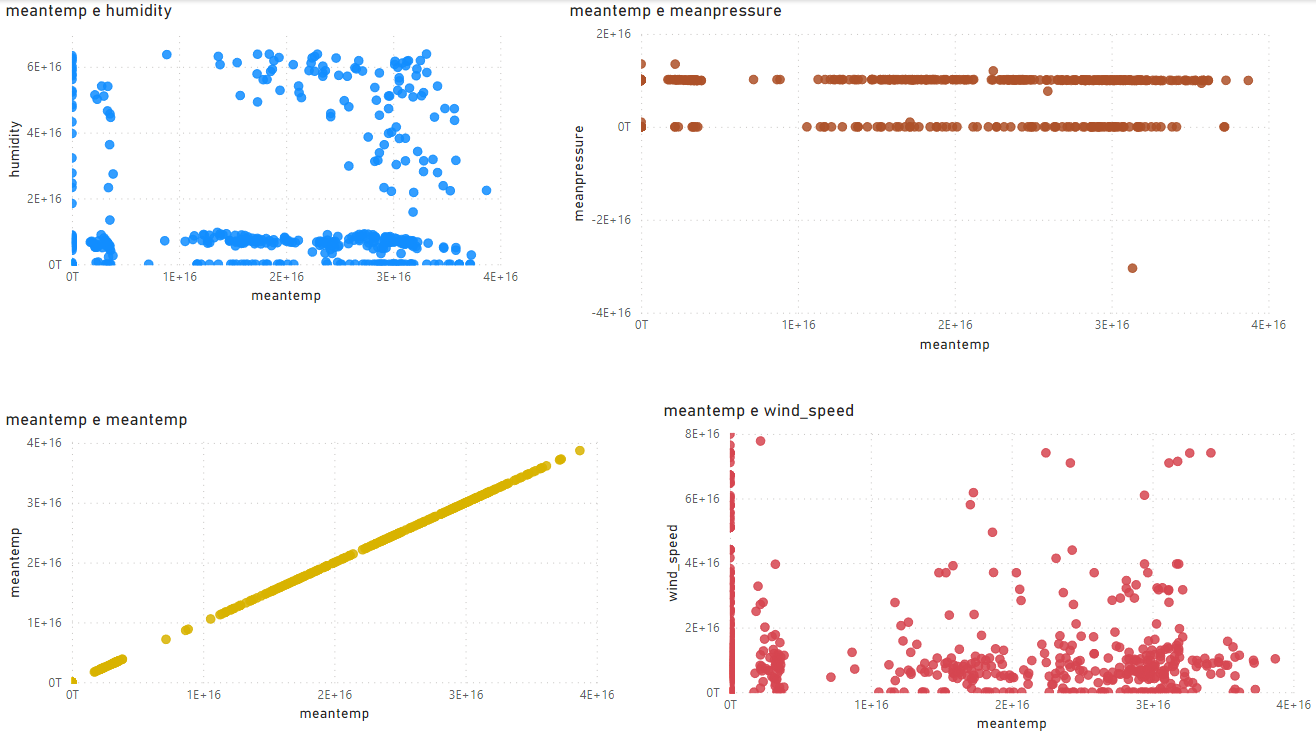 meantemp e humidity
6E+16
4E+16
2E+16
0T
humidity
0T 1E+16 2E+16 3E+16 4E+16
meantemp
meantemp e meanpressure
2E+16
0T
-2E+16
-4E+16
meanpressure
0T 1E+16 2E+16 3E+16 4E+16
meantemp
meantemp e meantemp
4E+16
3E+16
2E+16
1E+16
0T
meantemp
0T 1E+16 2E+16 3E+16 4E+16
meantemp
meantemp e wind_speed
8E+16
6E+16
4E+16
2E+16
0T
wind_speed
0T 1E+16 2E+16 3E+16 4E+16
meantemp